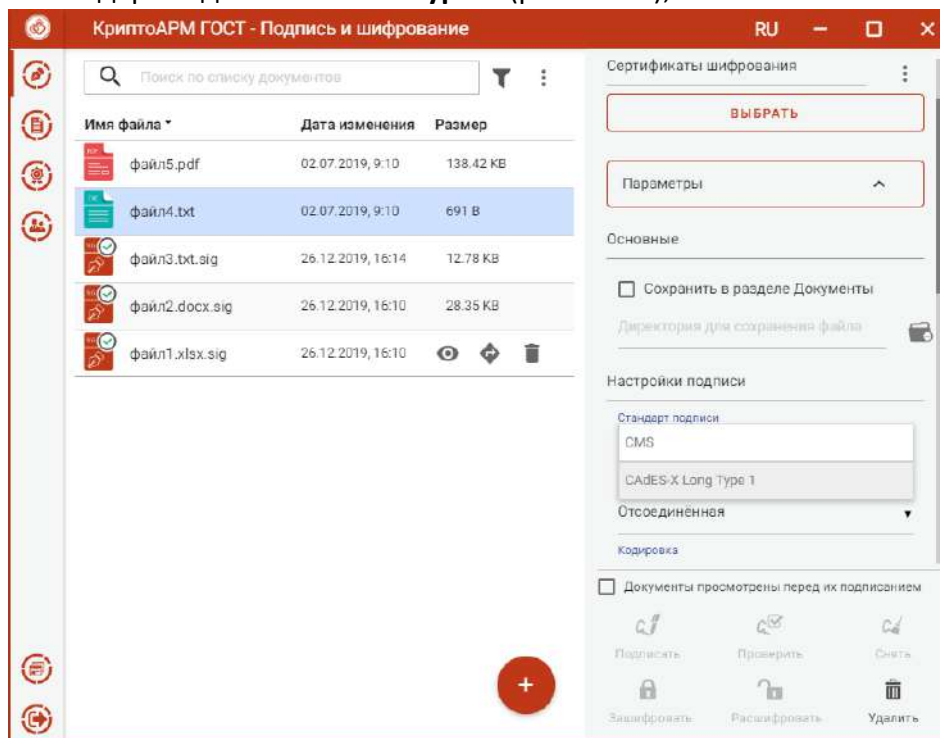 КриптоАРМ ГОСТ - Подпись и шифрование RU
Поиск по списку документов
Имя файла Дата изменения Размер
файл5.pdf 02.07.2019, 9:10 138.42 KB
файл4.txt 02.07.2019, 9:10 691 B
файл3.txt.sig 26.12.2019, 16:14 12.78 KB
файл2.docx.sig 26.12.2019, 16:10 28.35 KB
файл1.xlsx.sig 26.12.2019, 16:10
Сертификаты шифрования
ВЫБРАТЬ
Параметры
Основные
Сохранить в разделе Документы
Директория для сохранения файла
Настройки подписи
Стандарт подписи
CMS
CAdES-X Long Type 1
Отсоединённая
Кодировка
Документы просмотрены перед их подписанием
Подписать Проверить Снять
Зашифровать Расшифровать Удалить